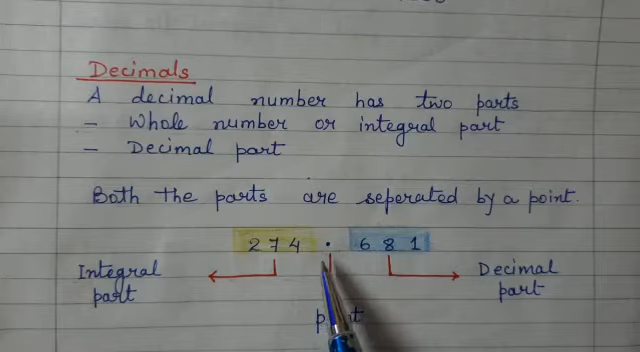 Decimals
A decimal number has two parts
- Whole number or integral part
- Decimal part
Both the parts are seperated by a point.
274 . 681
Integral part
Decimal part